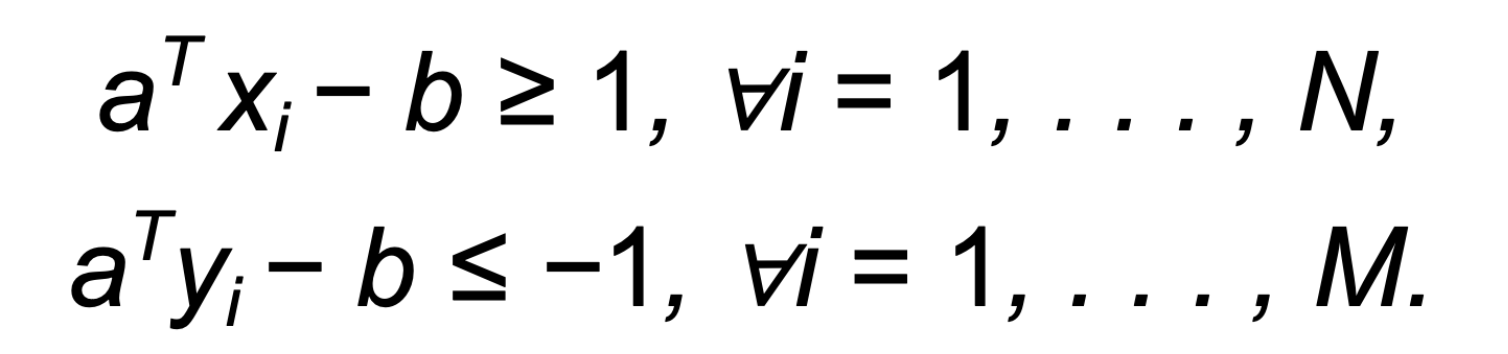 aᵀxᵢ − b ≥ 1, ∀i = 1, . . . , N,
aᵀyᵢ − b ≤ −1, ∀i = 1, . . . , M.